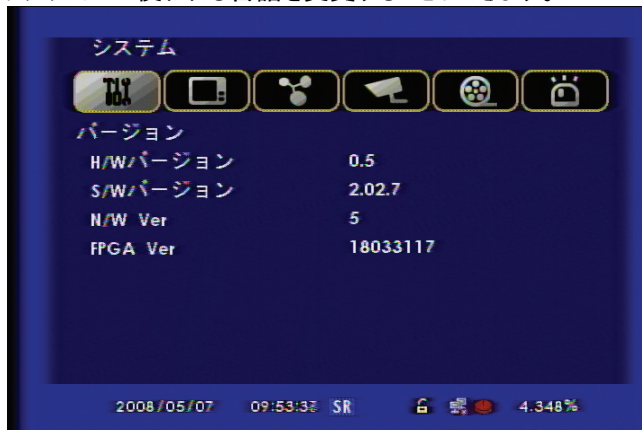 システム
バージョン
H/Wバージョン 0.5
S/Wバージョン 2.02.7
N/W Ver 5
FPGA Ver 18033117
2008/05/07 SR 4.348%